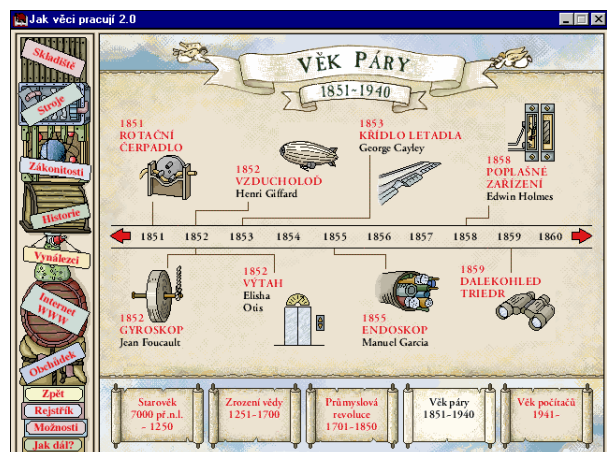 Jak věci pracují 2.0
Skladiště
Stroje
Zákonitosti
Historie
Vynálezci
Internet
WWW
Obchůdek
Zpět
Rejstřík
Možnosti
Jak dál?
VĚK PÁRY
1851-1940
1851
ROTAČNÍ
ČERPADLO
1852
VZDUCHOLOĎ
Henri Giffard
1853
KŘÍDLO LETADLA
George Cayley
1858
POPLAŠNÉ
ZAŘÍZENÍ
Edwin Holmes
1851 1852 1853 1854 1855 1856 1857 1858 1859 1860
1852
GYROSKOP
Jean Foucault
1852
VÝTAH
Elisha
Otis
1855
ENDOSKOP
Manuel Garcia
1859
DALEKOHLED
TRIEDR
Starověk
7000 př.n.l.
- 1250
Zrození vědy
1251-1700
Průmyslová
revoluce
1701-1850
Věk páry
1851-1940
Věk počítačů
1941-